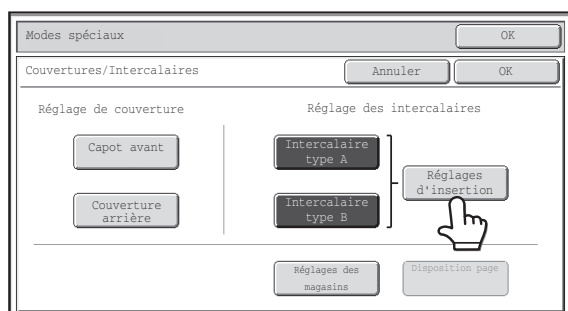 Modes spéciaux
OK
Couvertures/Intercalaires
Annuler
OK
Réglage de couverture
Réglage des intercalaires
Capot avant
Intercalaire
type A
Réglages
d'insertion
Couverture
arrière
Intercalaire
type B
Réglages des
magasins
Disposition page